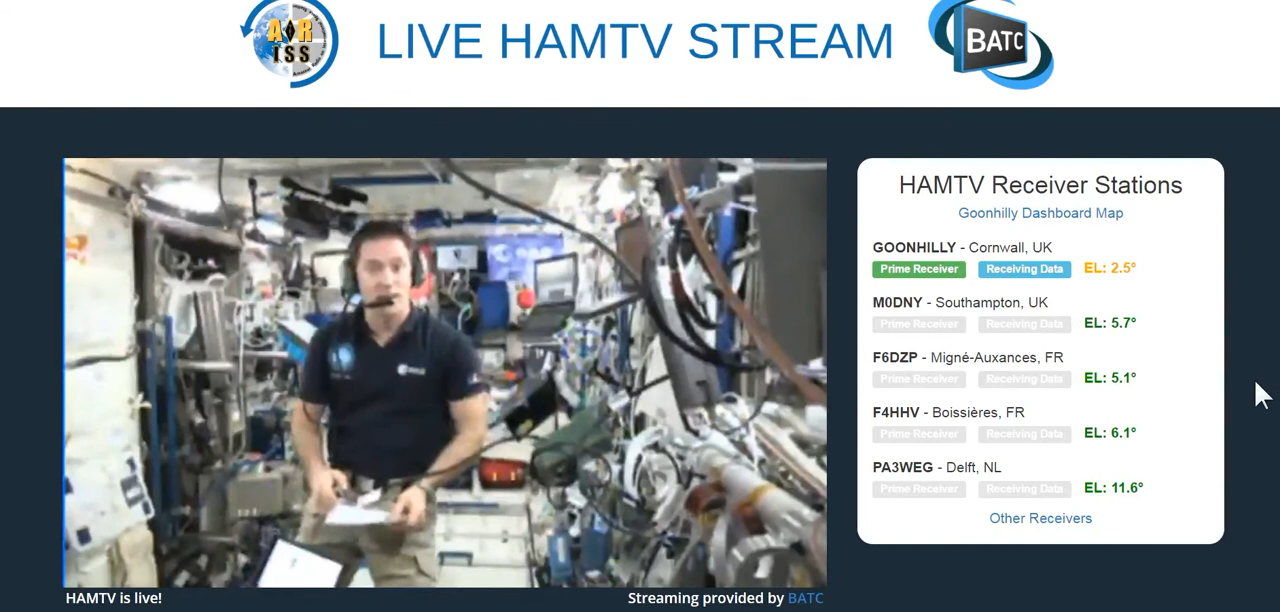 AR
ISS
LIVE HAMTV STREAM
BATC
HAMTV Receiver Stations
Goonhilly Dashboard Map
GOONHILLY - Cornwall, UK
Prime Receiver Receiving Data EL: 2.5°
M0DNY - Southampton, UK
Prime Receiver Receiving Data EL: 5.7°
F6DZP - Migné-Auxances, FR
Prime Receiver Receiving Data EL: 5.1°
F4HHV - Boissières, FR
Prime Receiver Receiving Data EL: 6.1°
PA3WEG - Delft, NL
Prime Receiver Receiving Data EL: 11.6°
Other Receivers
HAMTV is live!
Streaming provided by BATC